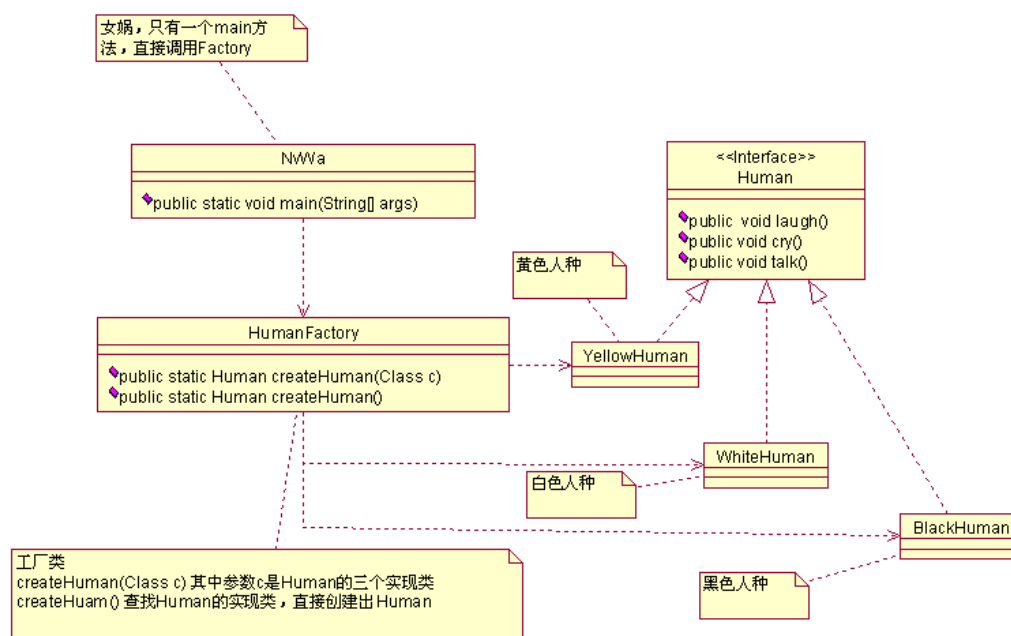 女娲，只有一个main方
法，直接调用Factory
NvWa
public static void main(String[] args)
<<Interface>>
Human
public  void laugh()
public void cry()
public void talk()
黄色人种
HumanFactory
public static Human createHuman(Class c)
public static Human createHuman()
YellowHuman
WhiteHuman
白色人种
BlackHuman
工厂类
createHuman(Class c) 其中参数c是Human的三个实现类
createHuam() 查找Human的实现类，直接创建出Human
黑色人种